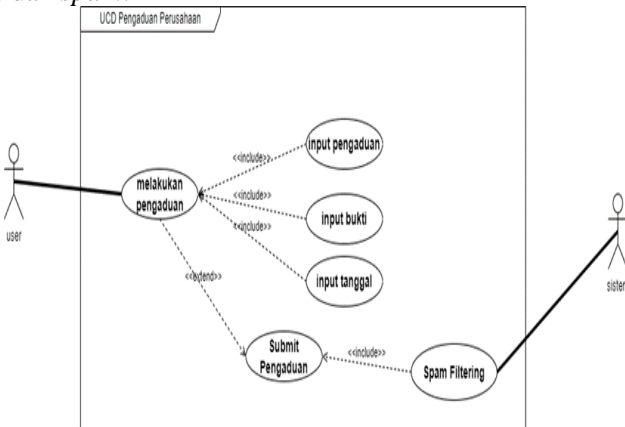 UCD Pengaduan Perusahaan
input pengaduan
<<include>>
melakukan
pengaduan
<<include>>
input bukti
<<include>>
user
input tanggal
<<extend>>
sister
Submit
Pengaduan
<<include>>
Spam Filtering